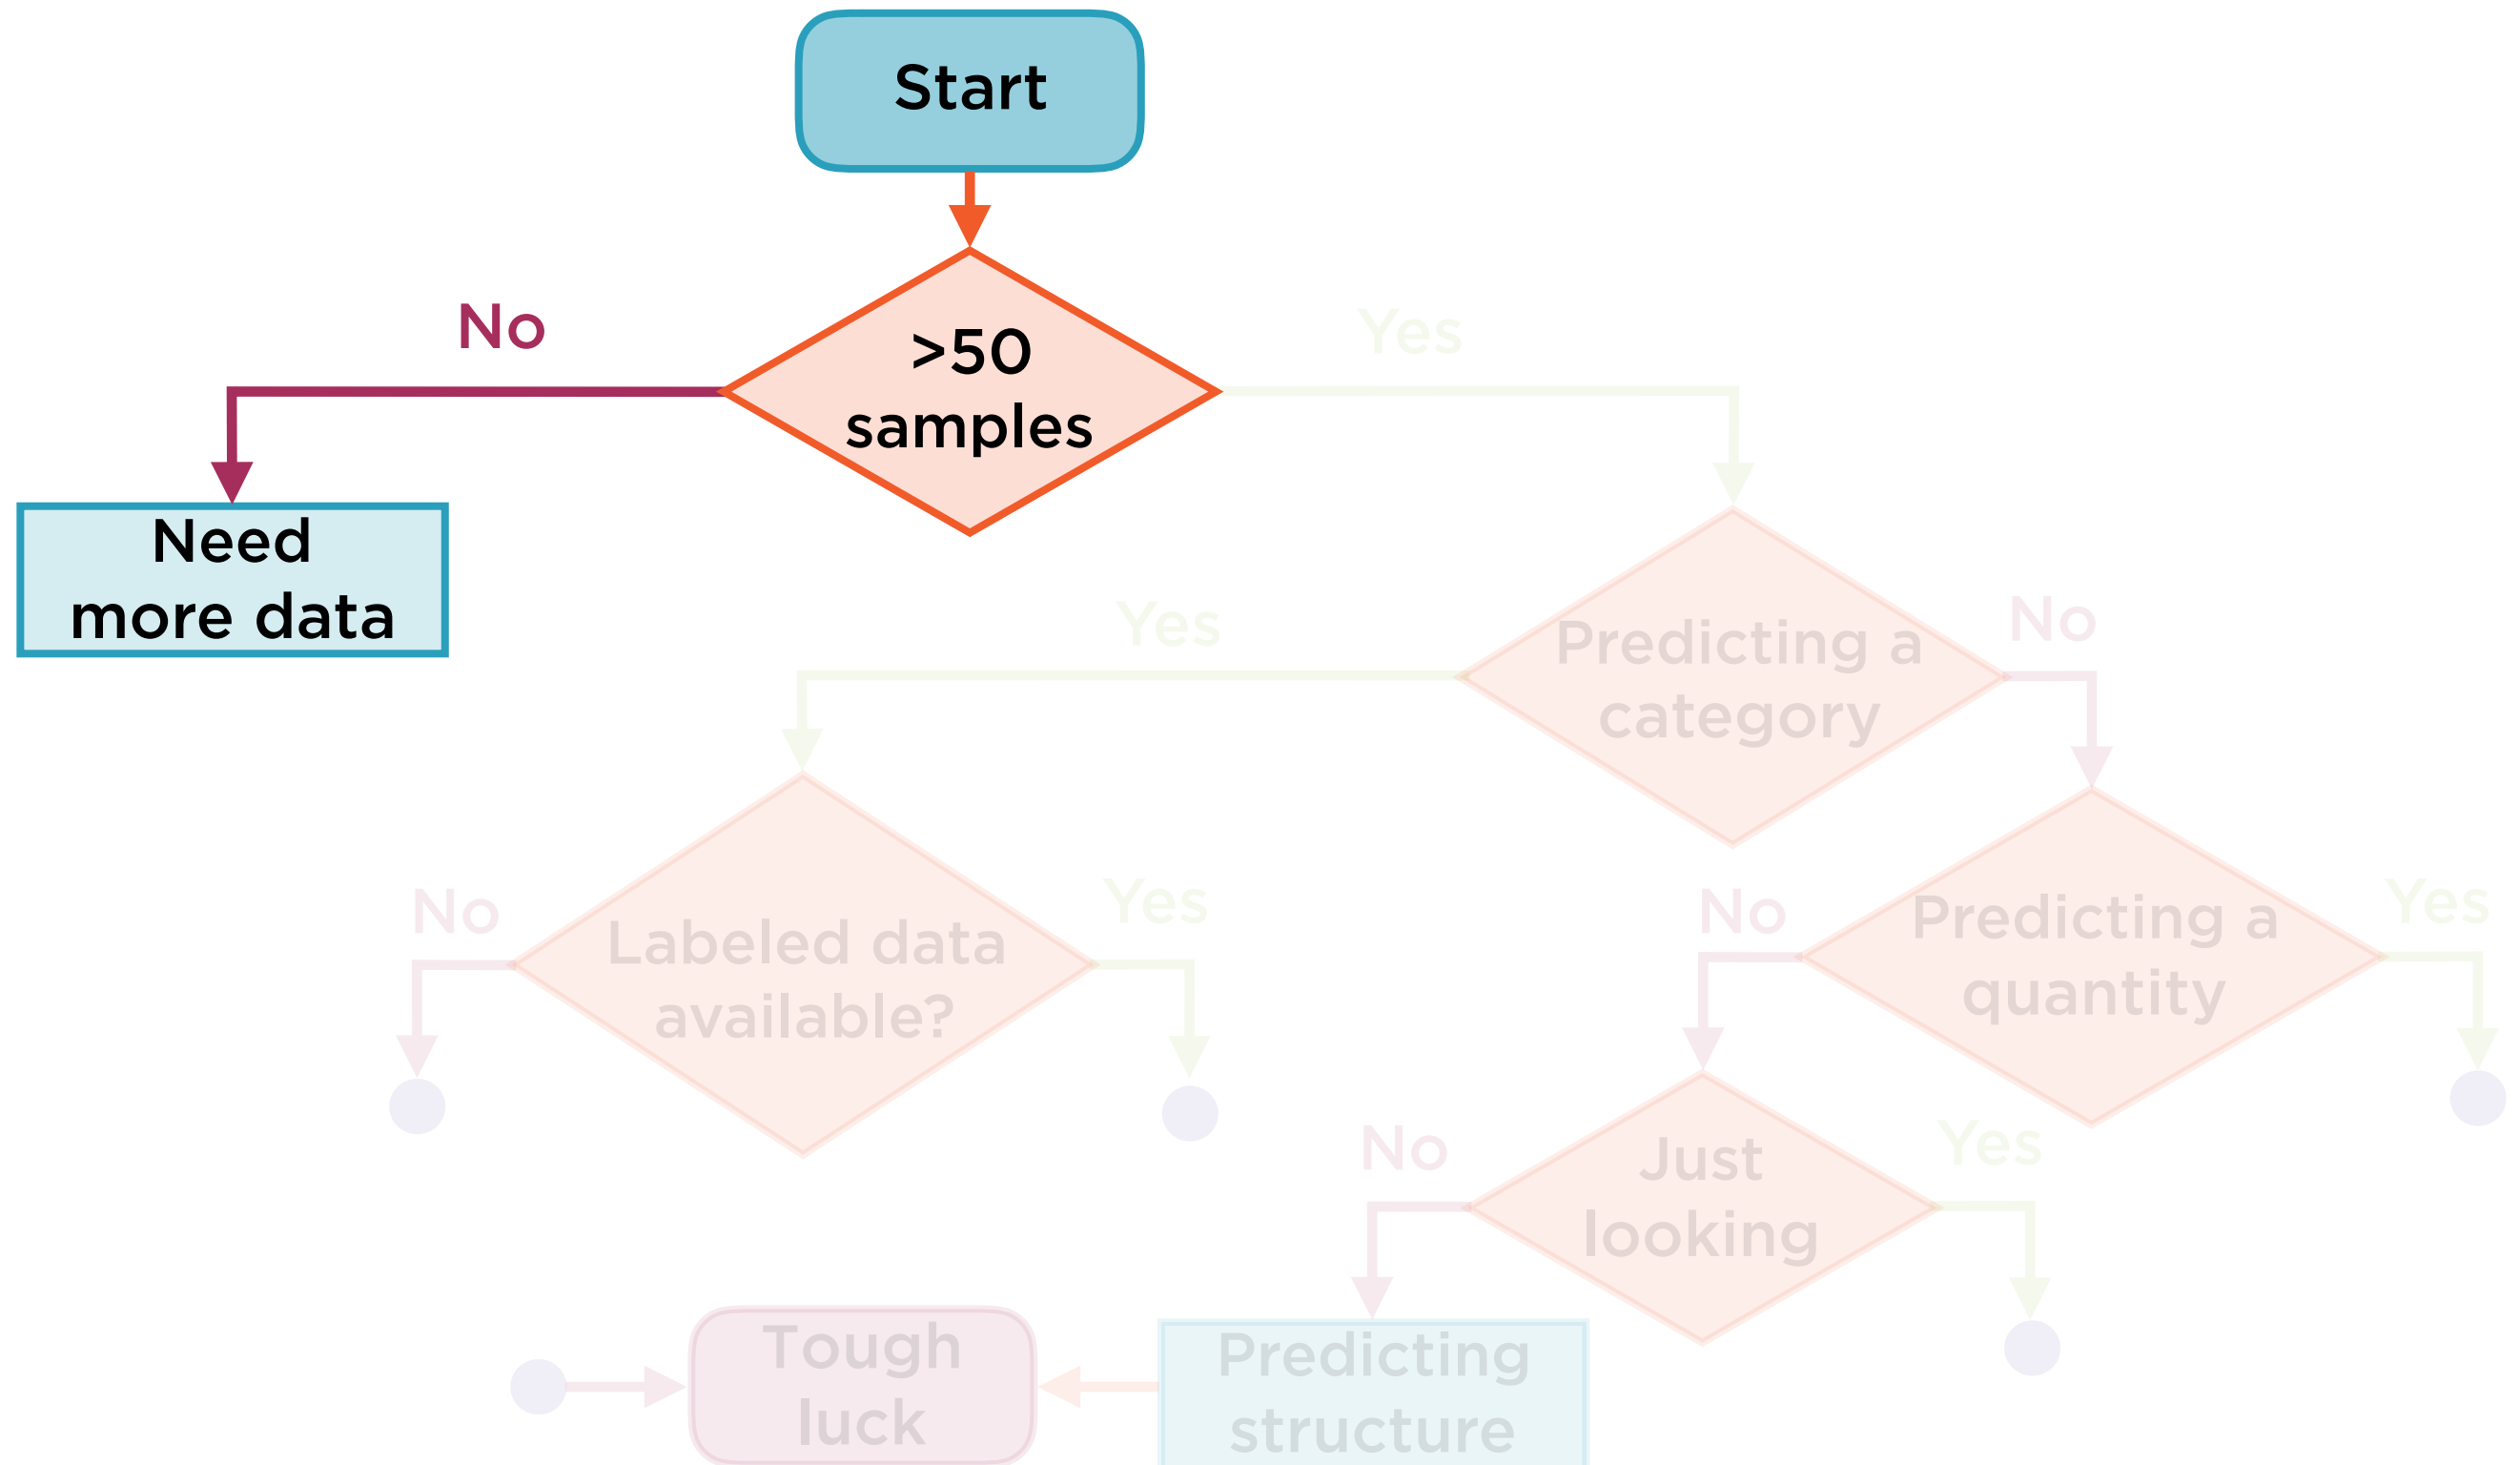 Start
No
>50
samples
Yes
Need
more data
Yes
Predicting a
category
No
No
Labeled data
available?
Yes
No
Predicting a
quantity
Yes
No
Just
looking
Yes
Tough
luck
Predicting
structure